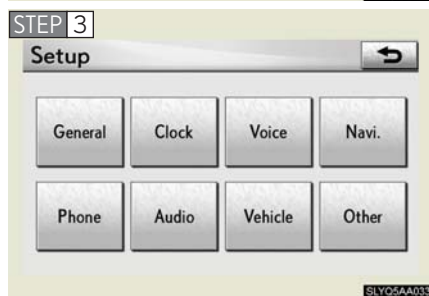 STEP 3
Setup
General Clock Voice Navi.
Phone Audio Vehicle Other
SLYO5AA033